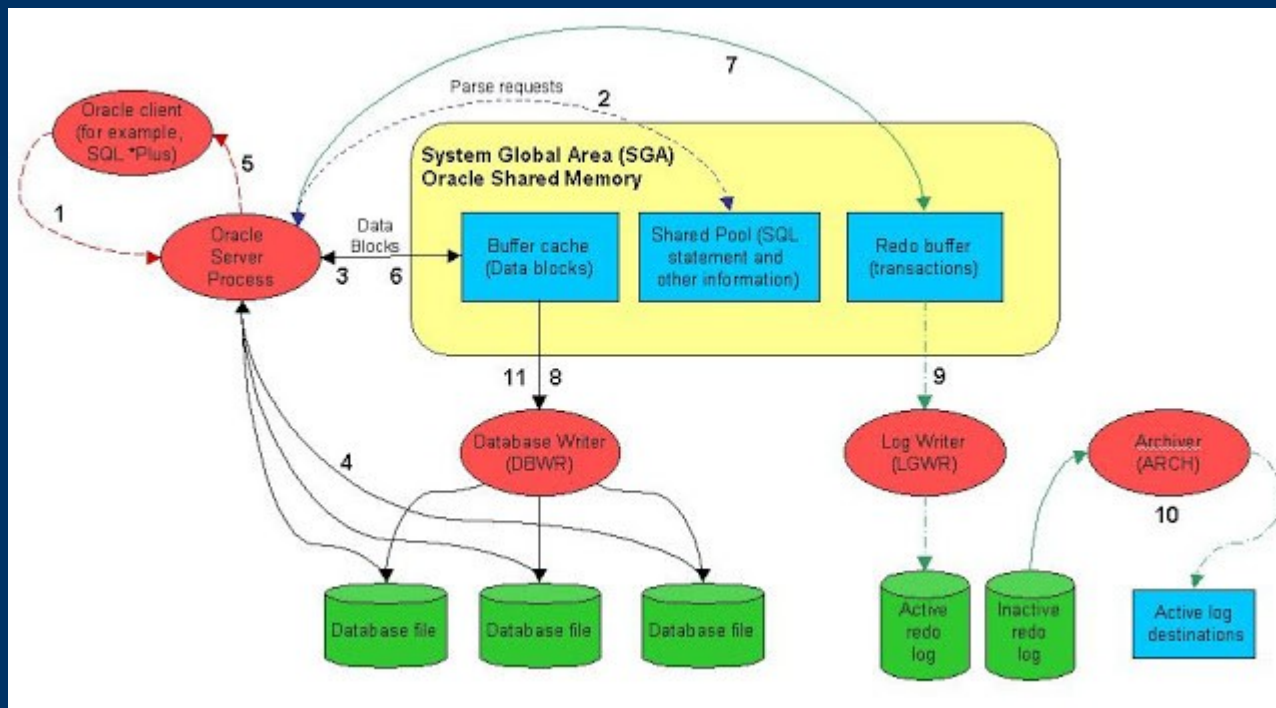 7
Parse requests
2
Oracle client
(for example,
SQL *Plus)
5
1
System Global Area (SGA)
Oracle Shared Memory
Oracle
Server
Process
Data
Blocks
3
6
Buffer cache
(Data blocks)
Shared Pool (SQL
statement and
other information)
Redo buffer
(transactions)
11
8
9
4
Database Writer
(DBWR)
Log Writer
(LGWR)
Archiver
(ARCH)
10
Database file
Database file
Database file
Active
redo
log
Inactive
redo
log
Active log
destinations